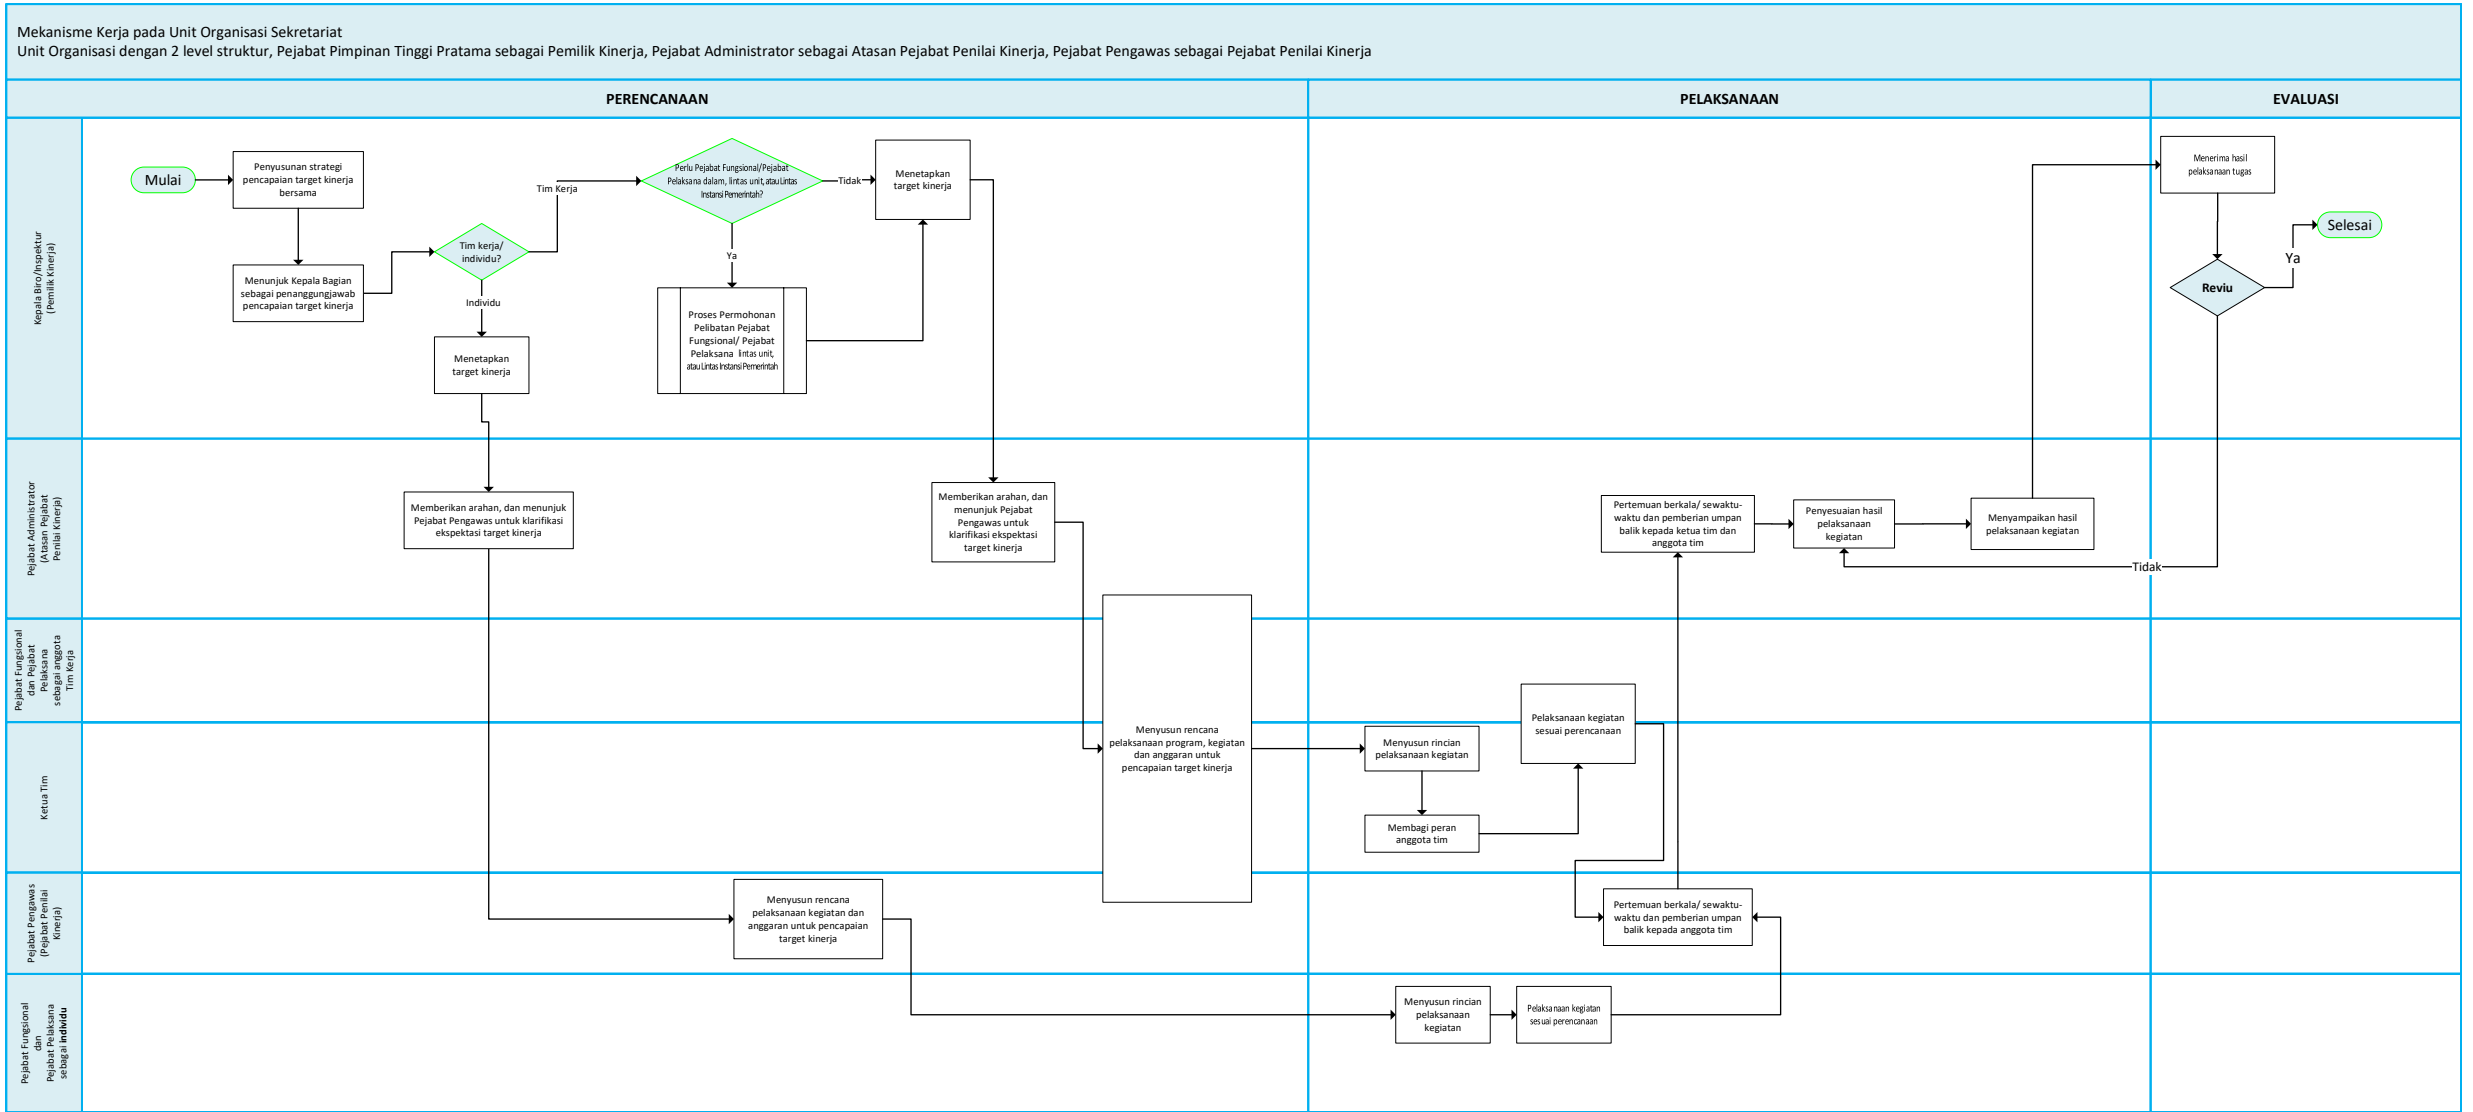 Mekanisme Kerja pada Unit Organisasi Sekretariat
Unit Organisasi dengan 2 level struktur, Pejabat Pimpinan Tinggi Pratama sebagai Pemilik Kinerja, Pejabat Administrator sebagai Atasan Pejabat Penilai Kinerja, Pejabat Pengawas sebagai Pejabat Penilai Kinerja
PERENCANAAN
PELAKSANAAN
EVALUASI
Kepala Biro/Inspektur
(Pemilik Kinerja)
Mulai
Penyusunan strategi
pencapaian target kinerja
bersama
Menunjuk Kepala Bagian
sebagai penanggungjawab
pencapaian target kinerja
Tim kerja/
individu?
Tim Kerja
Individu
Menetapkan
target kinerja
Perlu Pejabat Fungsional/Pejabat
Pelaksana dalam, lintas unit, atau Lintas
Instansi Pemerintah?
Tidak
Ya
Proses Permohonan
Pelibatan Pejabat
Fungsional/ Pejabat
Pelaksana lintas unit,
atau Lintas Instansi Pemerintah
Menetapkan
target kinerja
Menerima hasil
pelaksanaan tugas
Reviu
Ya
Selesai
Tidak
Pejabat Administrator
(Atasan Pejabat
Penilai Kinerja)
Memberikan arahan, dan menunjuk
Pejabat Pengawas untuk klarifikasi
ekspektasi target kinerja
Memberikan arahan, dan
menunjuk Pejabat
Pengawas untuk
klarifikasi ekspektasi
target kinerja
Pertemuan berkala/ sewaktu-
waktu dan pemberian umpan
balik kepada ketua tim dan
anggota tim
Penyesuaian hasil
pelaksanaan
kegiatan
Menyampaikan hasil
pelaksanaan kegiatan
Pejabat Fungsional
dan Pejabat
Pelaksana
sebagai anggota
Tim Kerja
Pelaksanaan kegiatan
sesuai perencanaan
Ketua Tim
Menyusun rencana
pelaksanaan program, kegiatan
dan anggaran untuk
pencapaian target kinerja
Menyusun rincian
pelaksanaan kegiatan
Membagi peran
anggota tim
Pejabat Pengawas
(Pejabat Penilai
Kinerja)
Menyusun rencana
pelaksanaan kegiatan dan
anggaran untuk pencapaian
target kinerja
Pertemuan berkala/ sewaktu-
waktu dan pemberian umpan
balik kepada anggota tim
Pejabat Fungsional
dan
Pejabat Pelaksana
sebagai individu
Menyusun rincian
pelaksanaan
kegiatan
Pelaksanaan kegiatan
sesuai perencanaan